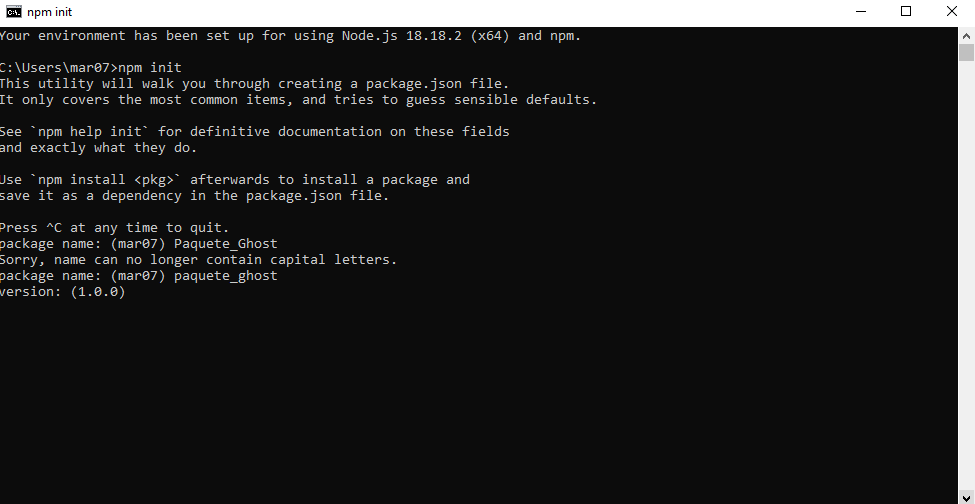 npm init
Your environment has been set up for using Node.js 18.18.2 (x64) and npm.
C:\Users\mar07>npm init
This utility will walk you through creating a package.json file.
It only covers the most common items, and tries to guess sensible defaults.
See `npm help init` for definitive documentation on these fields
and exactly what they do.
Use `npm install <pkg>` afterwards to install a package and
save it as a dependency in the package.json file.
Press ^C at any time to quit.
package name: (mar07) Paquete_Ghost
Sorry, name can no longer contain capital letters.
package name: (mar07) paquete_ghost
version: (1.0.0)